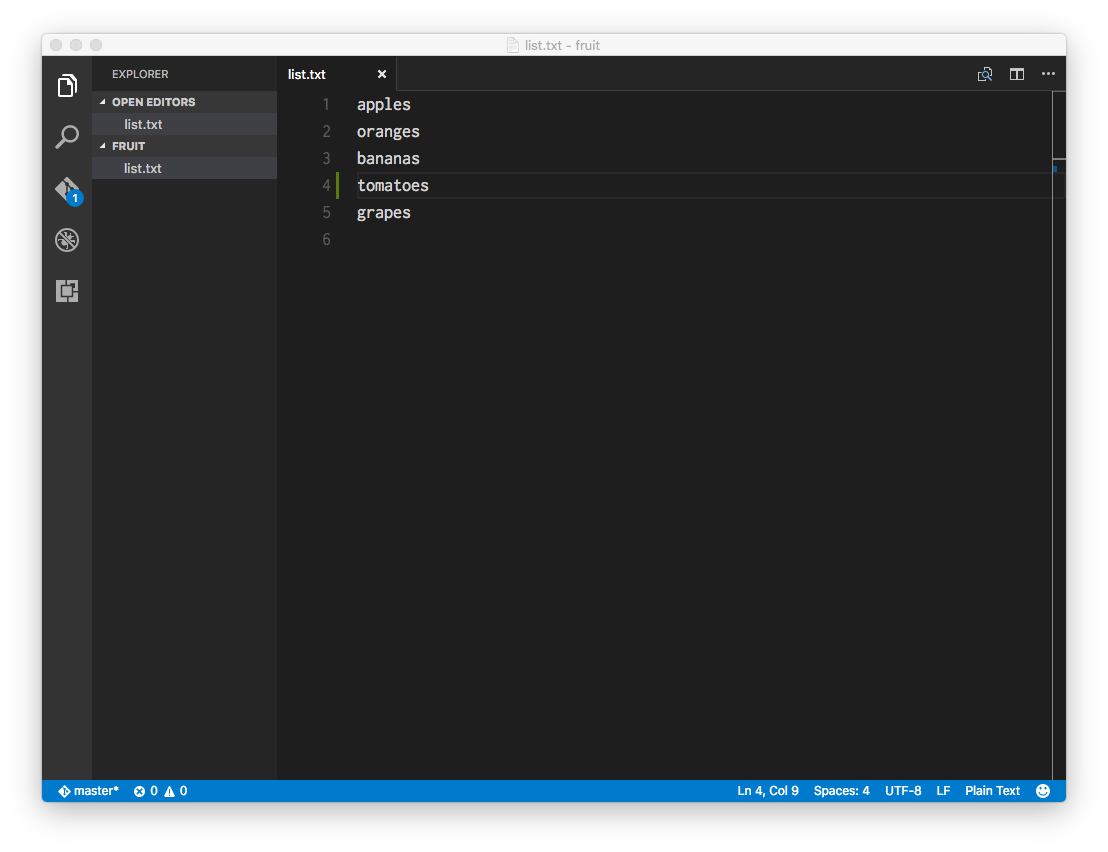 list.txt - fruit
EXPLORER
OPEN EDITORS
list.txt
FRUIT
list.txt
1
list.txt
1 apples
2 oranges
3 bananas
4 tomatoes
5 grapes
6
master* 0 0 Ln 4, Col 9 Spaces: 4 UTF-8 LF Plain Text